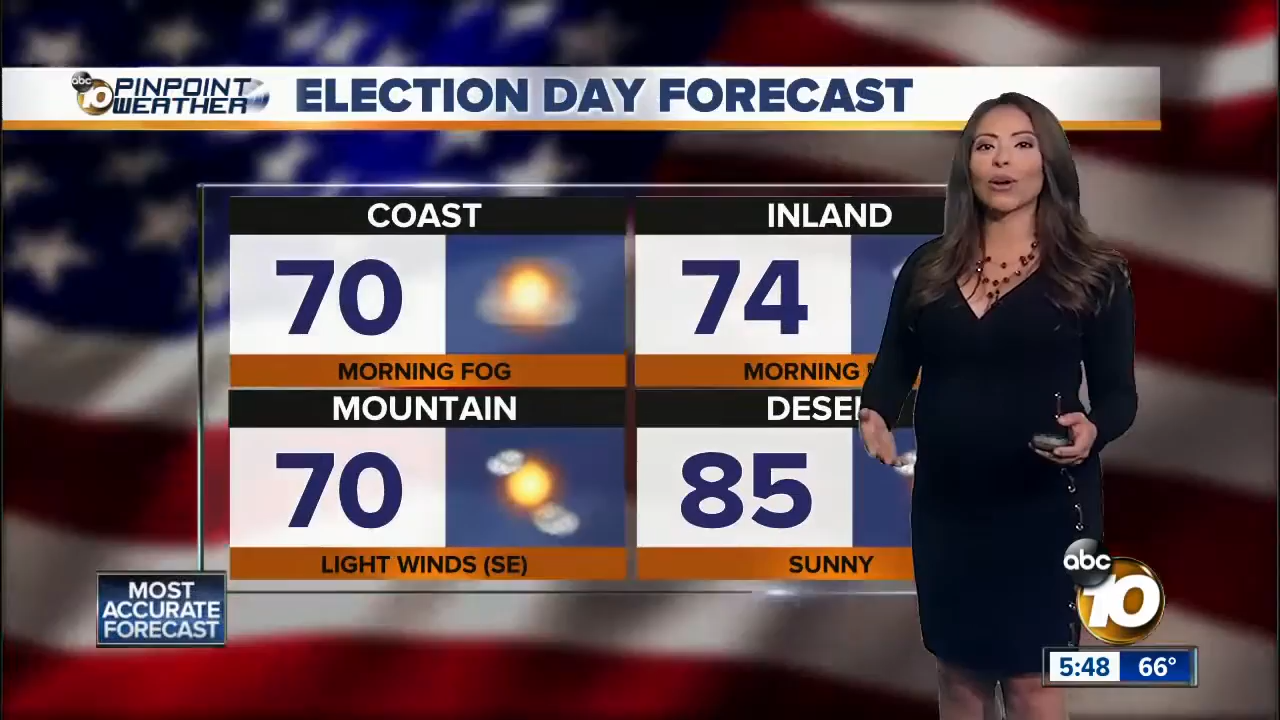 abc 10 PINPOINT WEATHER
ELECTION DAY FORECAST
COAST
70
MORNING FOG
INLAND
74
MORNING
MOUNTAIN
70
LIGHT WINDS (SE)
85
SUNNY
MOST
ACCURATE
FORECAST
abc
10
5:48 66°